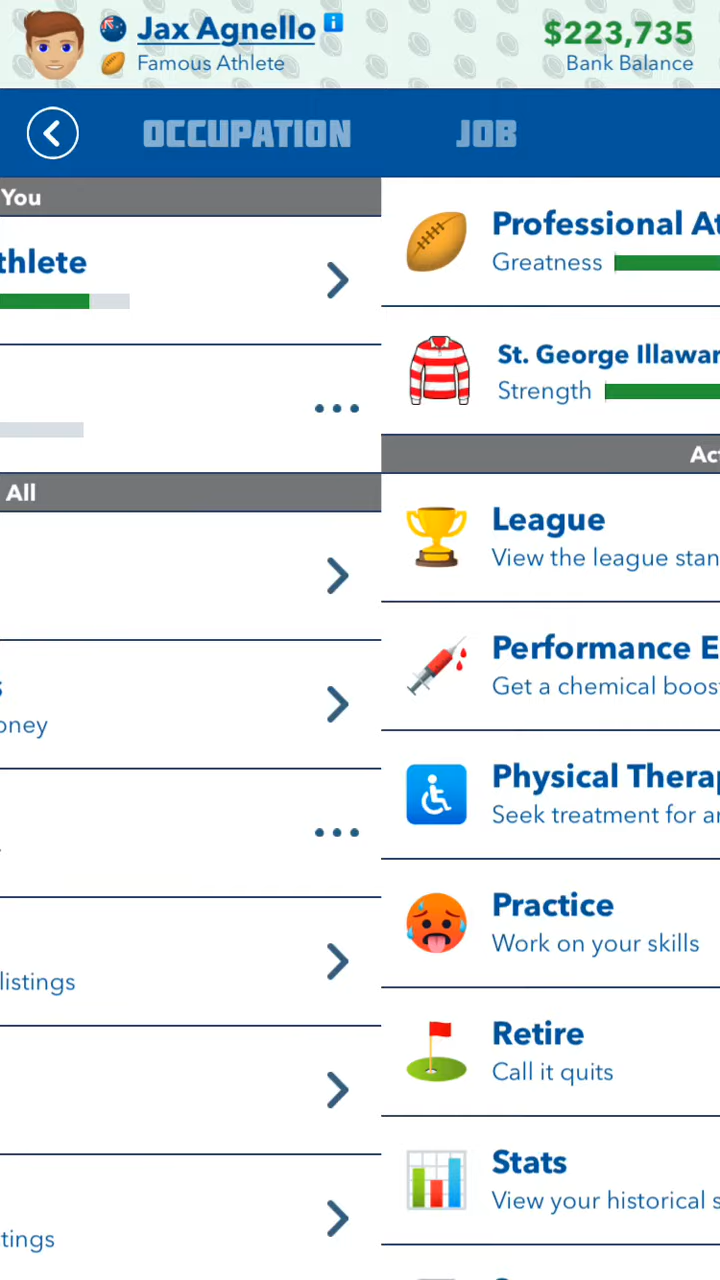 Jax Agnello
Famous Athlete
$223,735
Bank Balance
OCCUPATION
JOB
You
thlete
All
oney
listings
tings
Professional At
Greatness
St. George Illawar
Strength
Act
League
View the league stan
Performance E
Get a chemical boos
Physical Therap
Seek treatment for an
Practice
Work on your skills
Retire
Call it quits
Stats
View your historical s